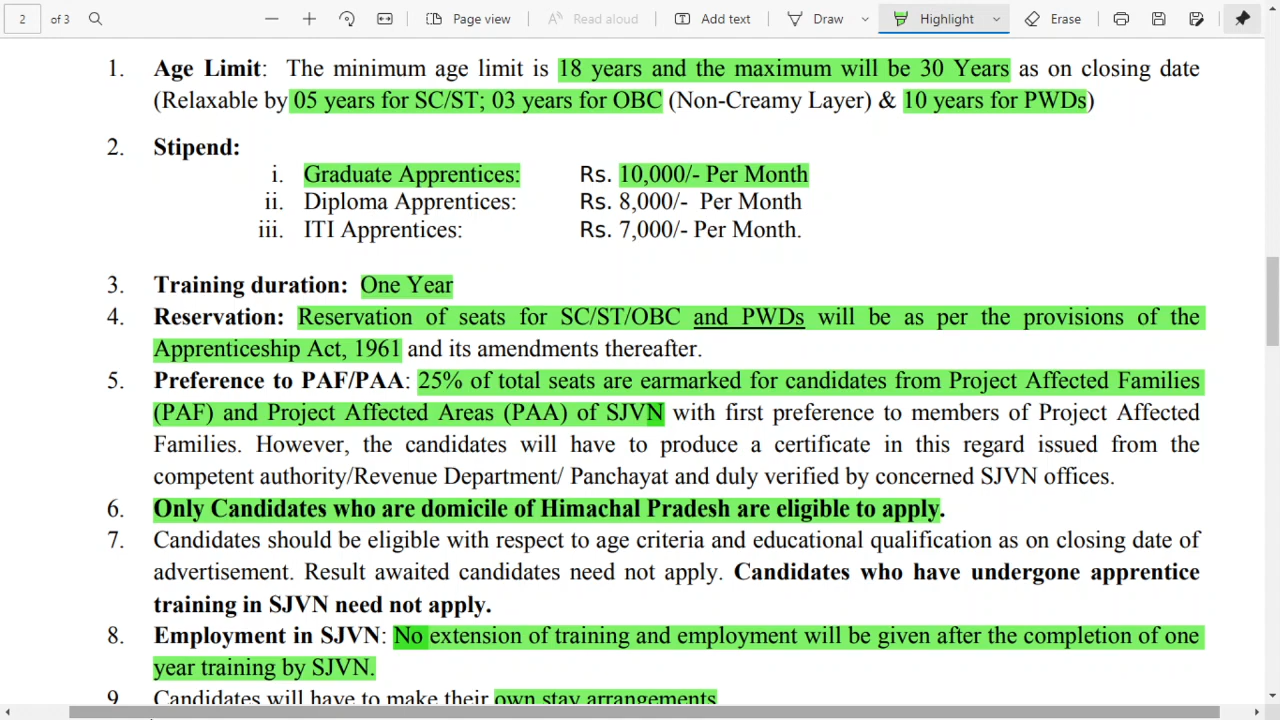 2 of 3 Page view Read aloud Add text Draw Highlight Erase
1. Age Limit: The minimum age limit is 18 years and the maximum will be 30 Years as on closing date
(Relaxable by 05 years for SC/ST; 03 years for OBC (Non-Creamy Layer) & 10 years for PWDs)
2. Stipend:
i. Graduate Apprentices: Rs. 10,000/- Per Month
ii. Diploma Apprentices: Rs. 8,000/- Per Month
iii. ITI Apprentices: Rs. 7,000/- Per Month.
3. Training duration: One Year
4. Reservation: Reservation of seats for SC/ST/OBC and PWDs will be as per the provisions of the
Apprenticeship Act, 1961 and its amendments thereafter.
5. Preference to PAF/PAA: 25% of total seats are earmarked for candidates from Project Affected Families
(PAF) and Project Affected Areas (PAA) of SJVN with first preference to members of Project Affected
Families. However, the candidates will have to produce a certificate in this regard issued from the
competent authority/Revenue Department/ Panchayat and duly verified by concerned SJVN offices.
6. Only Candidates who are domicile of Himachal Pradesh are eligible to apply.
7. Candidates should be eligible with respect to age criteria and educational qualification as on closing date of
advertisement. Result awaited candidates need not apply. Candidates who have undergone apprentice
training in SJVN need not apply.
8. Employment in SJVN: No extension of training and employment will be given after the completion of one
year training by SJVN.
9 Candidates will have to make their own stay arrangements